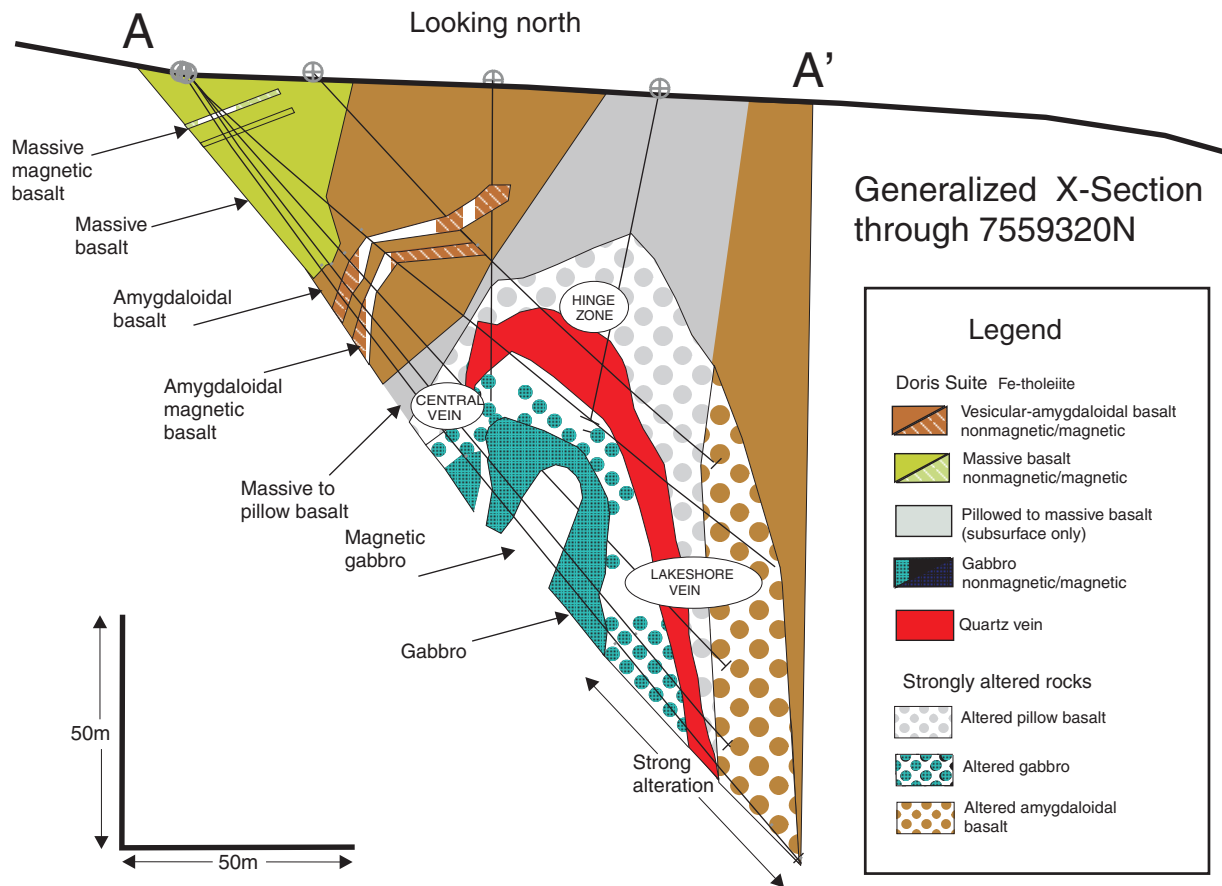 A
Looking north
A'
Massive
magnetic
basalt
Massive
basalt
Amygdaloidal
basalt
Amygdaloidal
magnetic
basalt
Massive to
pillow basalt
Magnetic
gabbro
Gabbro
HINGE
ZONE
CENTRAL
VEIN
LAKESHORE
VEIN
Strong
alteration
50m
50m
Generalized X-Section
through 7559320N
Legend
Doris Suite Fe-tholeiite
Vesicular-amygdaloidal basalt
nonmagnetic/magnetic
Massive basalt
nonmagnetic/magnetic
Pillowed to massive basalt
(subsurface only)
Gabbro
nonmagnetic/magnetic
Quartz vein
Strongly altered rocks
Altered pillow basalt
Altered gabbro
Altered amygdaloidal
basalt